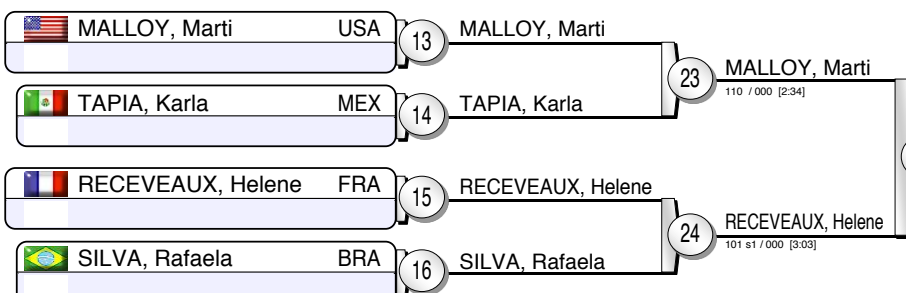 MALLOY, Marti USA 13 MALLOY, Marti
23 MALLOY, Marti
110 / 000 [2:34]
TAPIA, Karla MEX 14 TAPIA, Karla
RECEVEAUX, Helene FRA 15 RECEVEAUX, Helene
24 RECEVEAUX, Helene
101 s1 / 000 [3:03]
SILVA, Rafaela BRA 16 SILVA, Rafaela